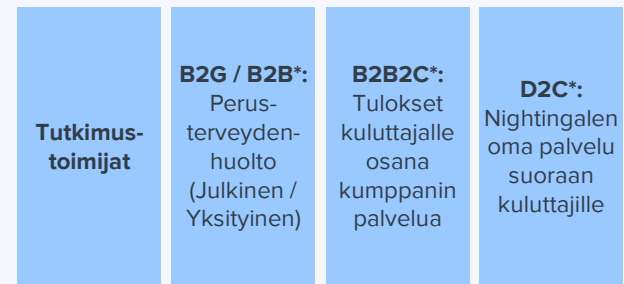 Tutkimus-
toimijat
B2G / B2B*:
Perus-
terveyden-
huolto
(Julkinen /
Yksityinen)
B2B2C*:
Tulokset
kuluttajalle
osana
kumppanin
palvelua
D2C*:
Nightingalen
oma palvelu
suoraan
kuluttajille